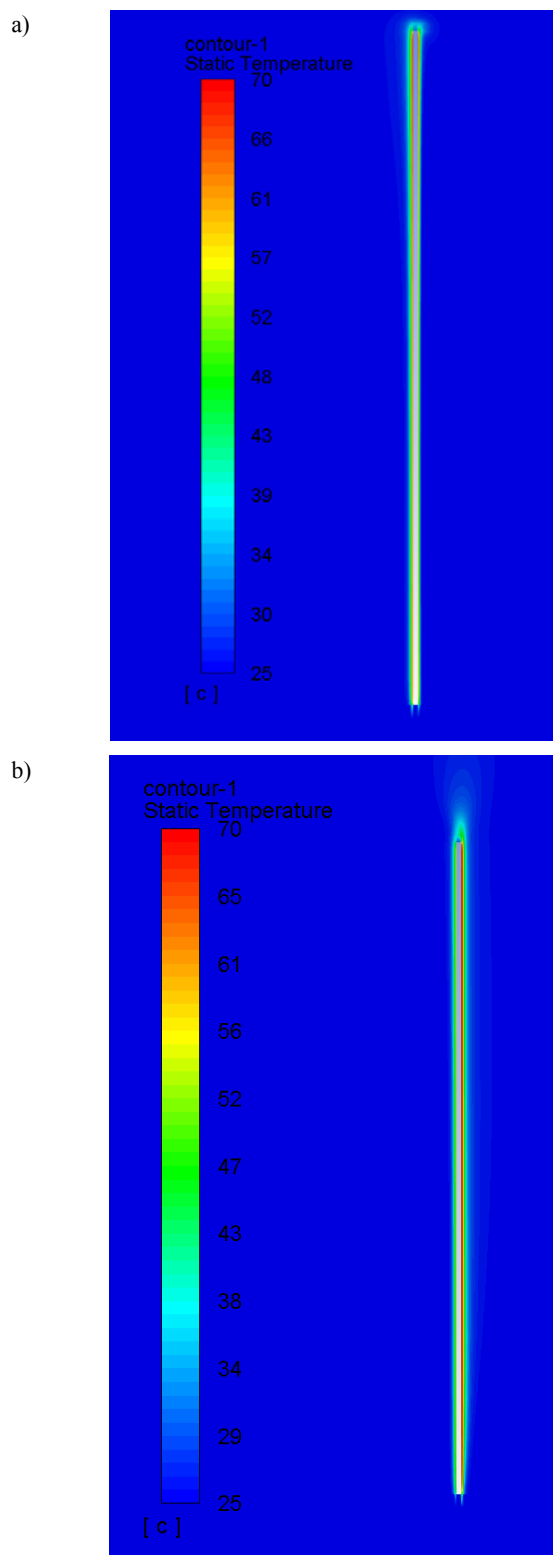 a)
contour-1
Static Temperature
70
66
61
57
52
48
43
39
34
30
25
[ c ]
b)
contour-1
Static Temperature
70
65
61
56
52
47
43
38
34
29
25
[ c ]